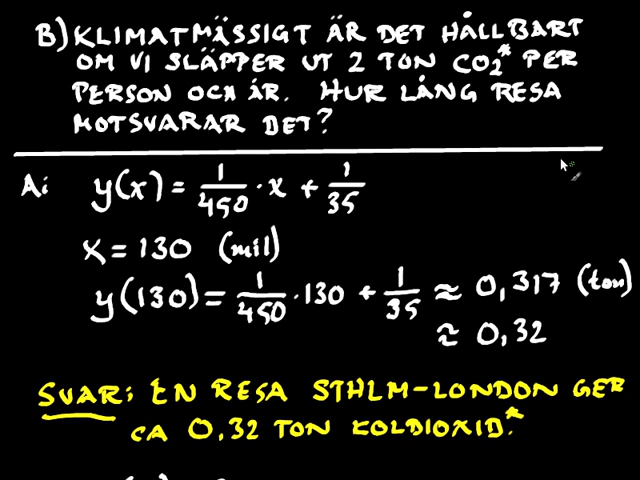 B) KLIMATMÄSSIGT ÄR DET HÅLLBART
OM VI SLÄPPER UT 2 TON CO₂* PER
PERSON OCH ÅR. HUR LÅNG RESA
MOTSVARAR DET?
A: y(x) = 1/450 · x + 1/35
x = 130 (mil)
y(130) = 1/450 · 130 + 1/35 ≈ 0,317 (ton)
≈ 0,32
SVAR: EN RESA STHLM-LONDON GER
CA 0,32 TON KOLDIOXID.*